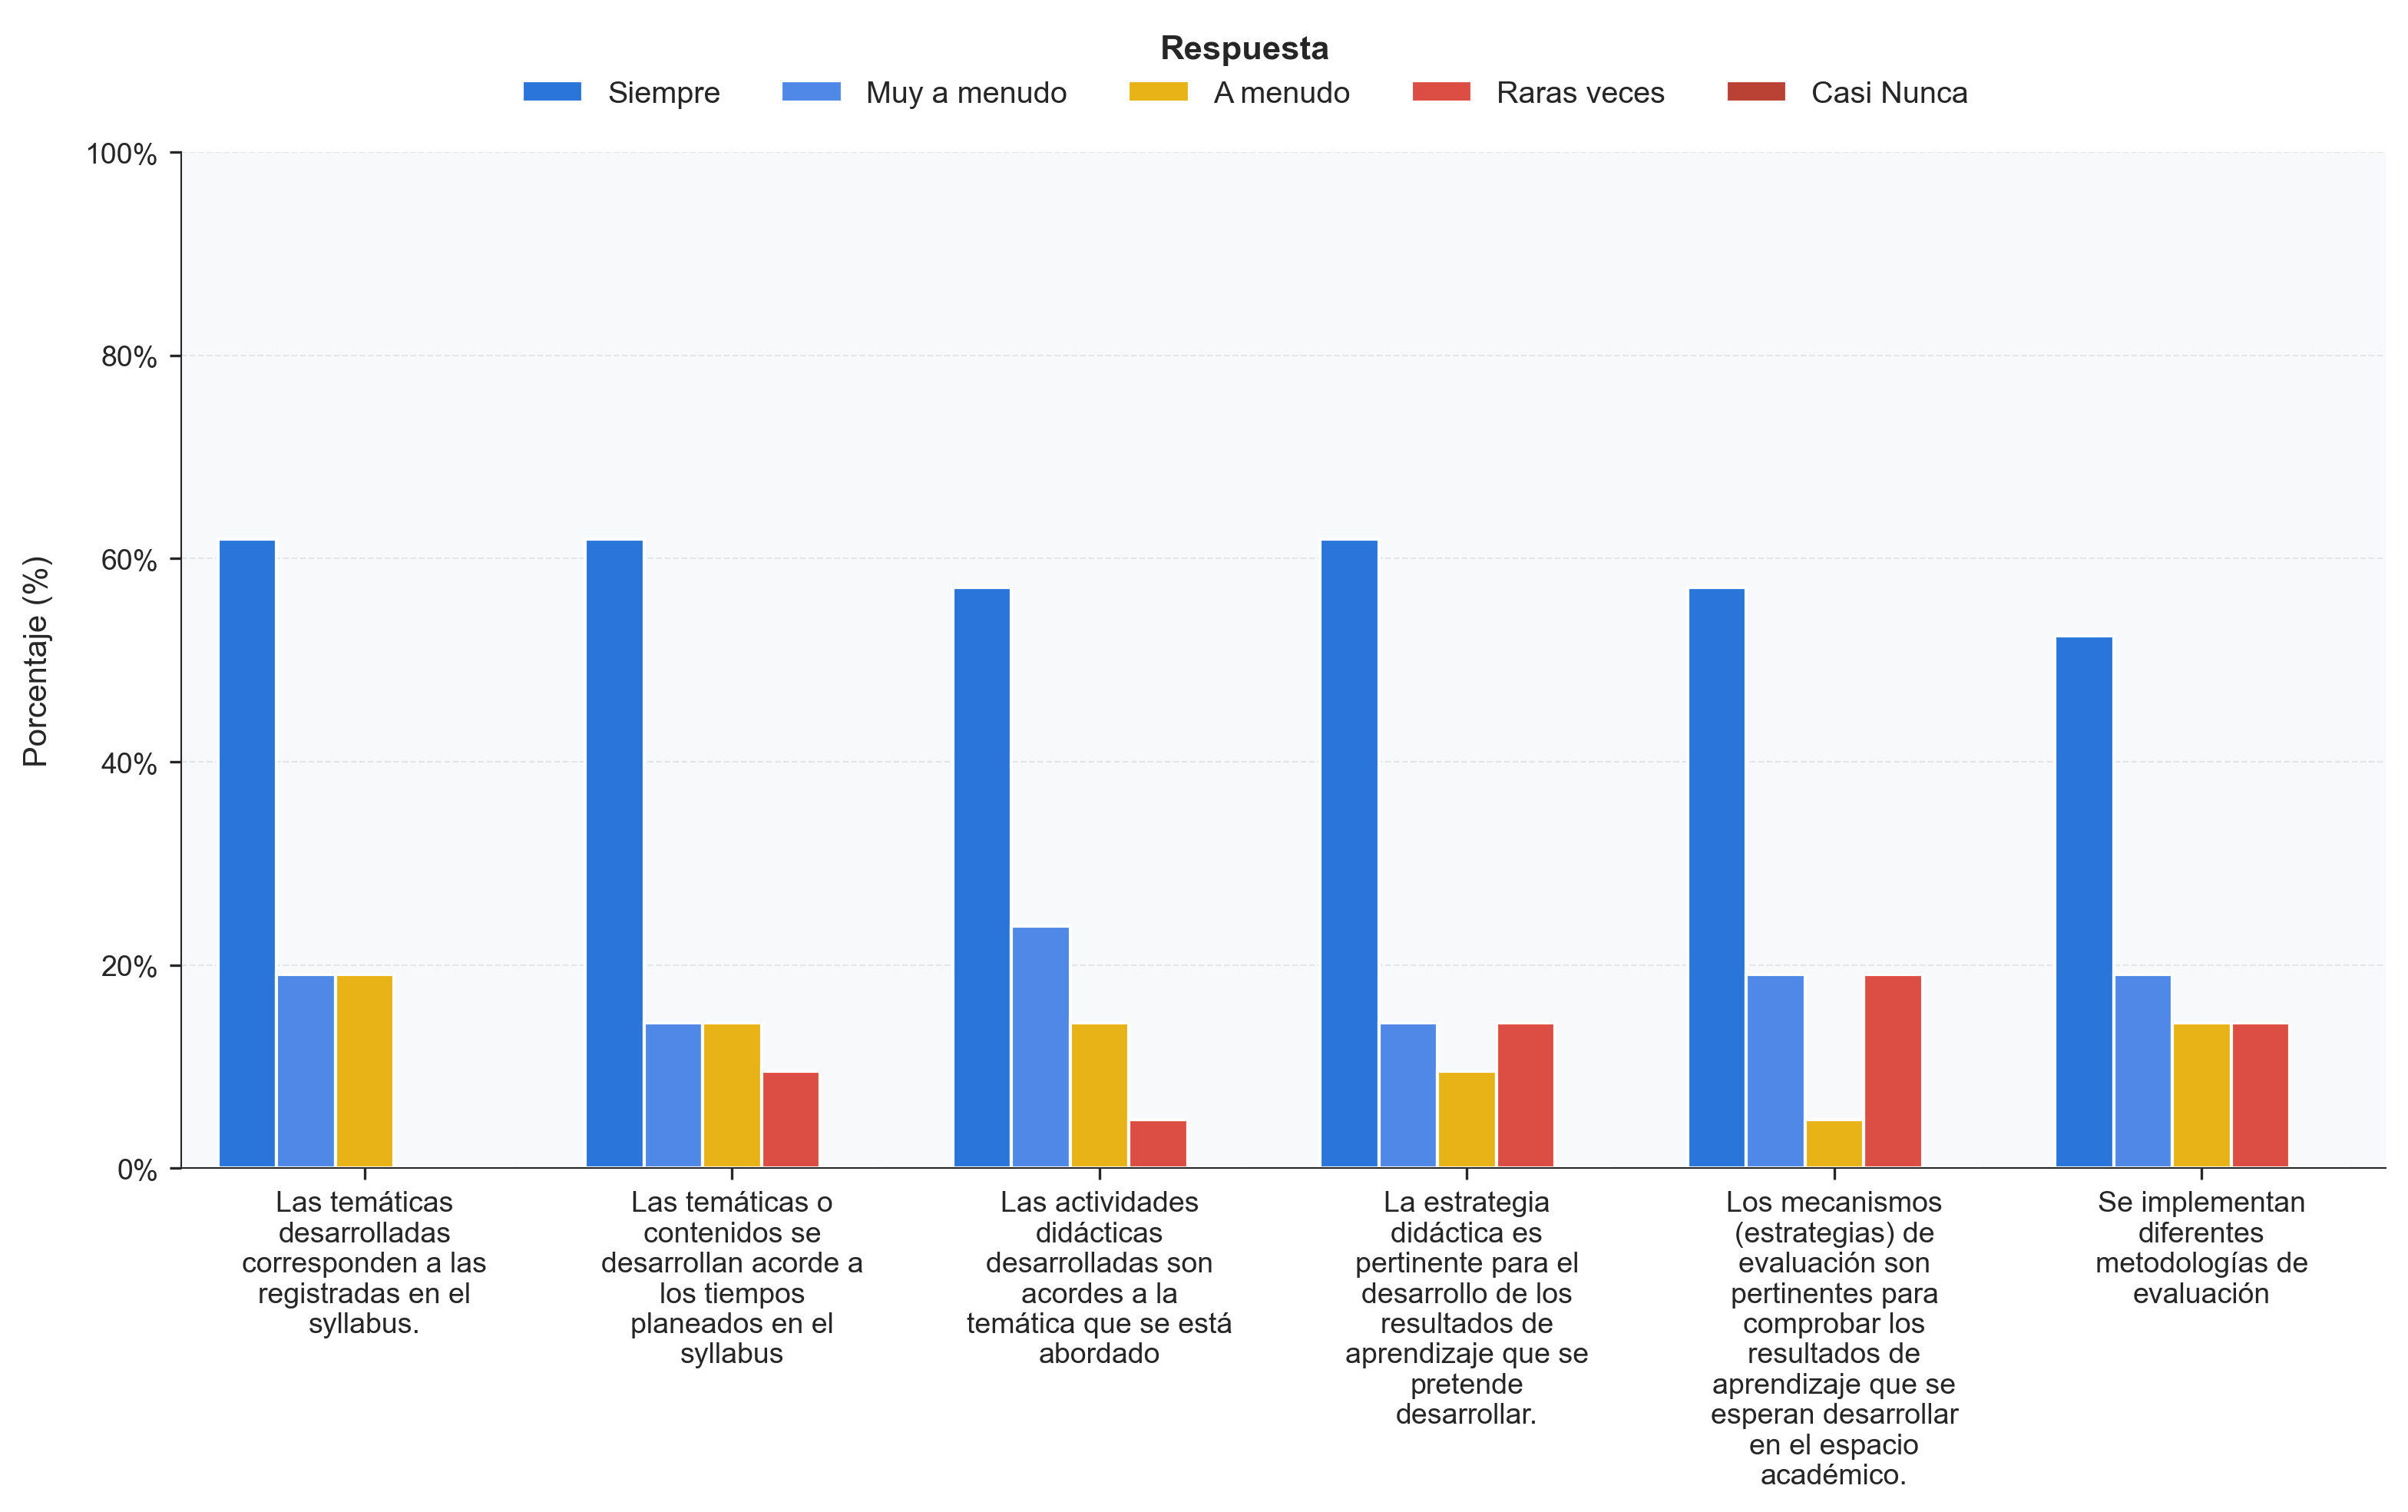 Respuesta
Siempre
Muy a menudo
A menudo
Raras veces
Casi Nunca
Porcentaje (%)
100%
80%
60%
40%
20%
0%
Las temáticas
desarrolladas
corresponden a las
registradas en el
syllabus.
Las temáticas o
contenidos se
desarrollan acorde a
los tiempos
planeados en el
syllabus
Las actividades
didácticas
desarrolladas son
acordes a la
temática que se está
abordado
La estrategia
didáctica es
pertinente para el
desarrollo de los
resultados de
aprendizaje que se
pretende
desarrollar.
Los mecanismos
(estrategias) de
evaluación son
pertinentes para
comprobar los
resultados de
aprendizaje que se
esperan desarrollar
en el espacio
académico.
Se implementan
diferentes
metodologías de
evaluación